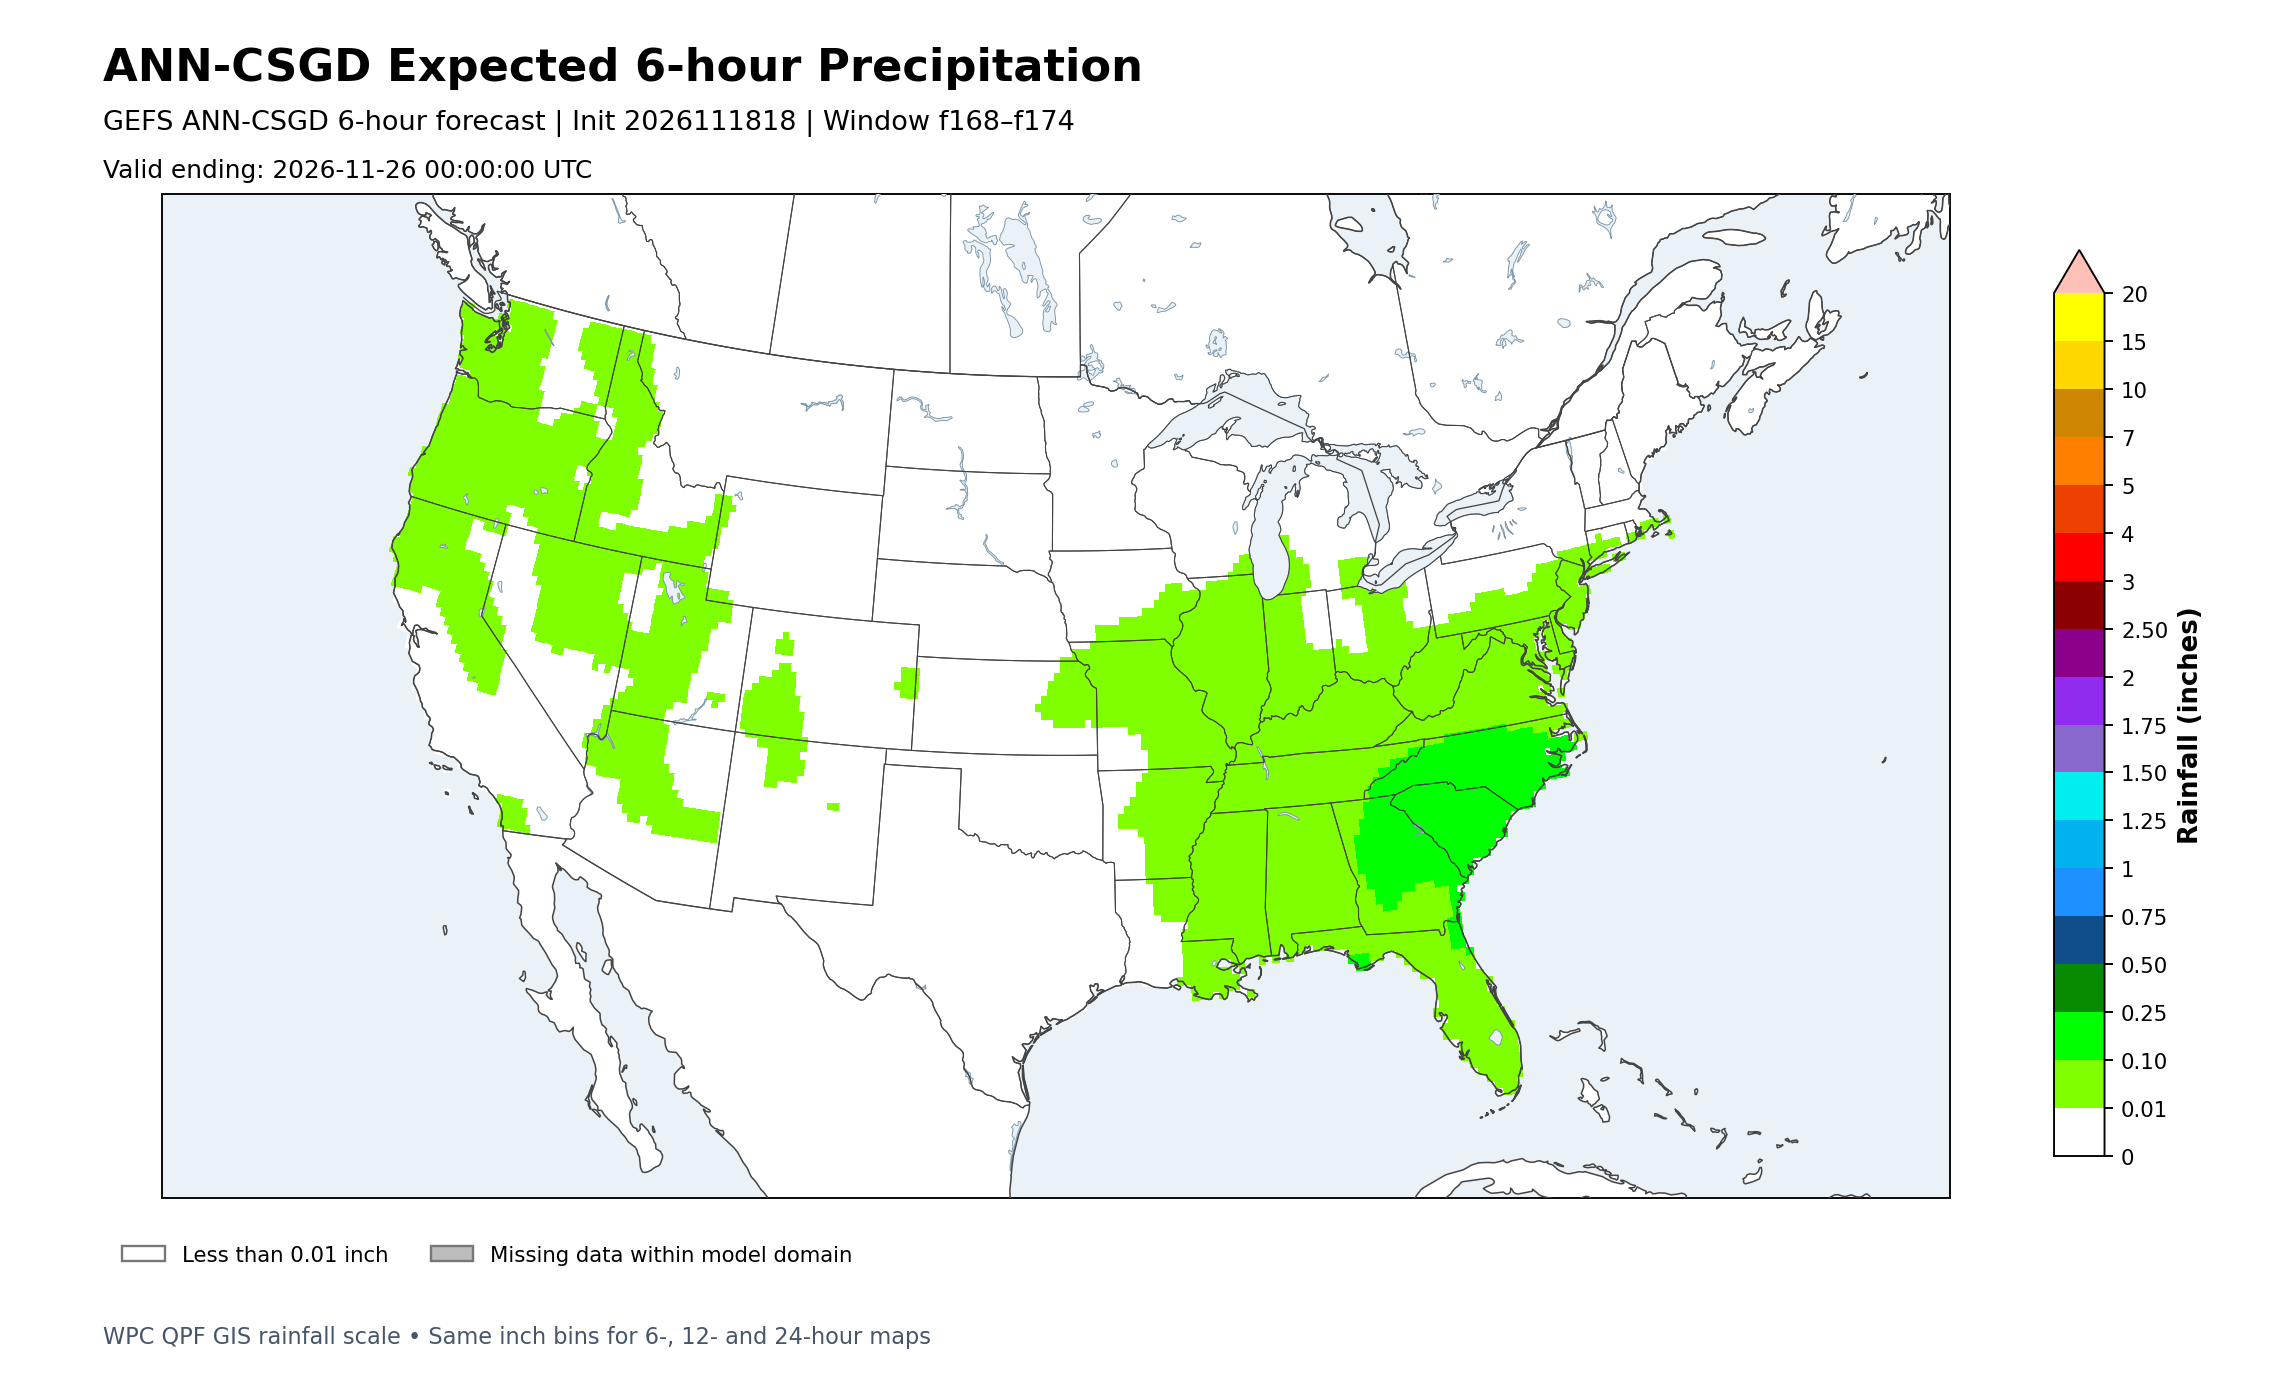 ANN-CSGD Expected 6-hour Precipitation
GEFS ANN-CSGD 6-hour forecast | Init 2026111818 | Window f168–f174
Valid ending: 2026-11-26 00:00:00 UTC
20
15
10
7
5
4
3
2.50
2
1.75
1.50
1.25
1
0.75
0.50
0.25
0.10
0.01
0
Rainfall (inches)
Less than 0.01 inch
Missing data within model domain
WPC QPF GIS rainfall scale • Same inch bins for 6-, 12- and 24-hour maps